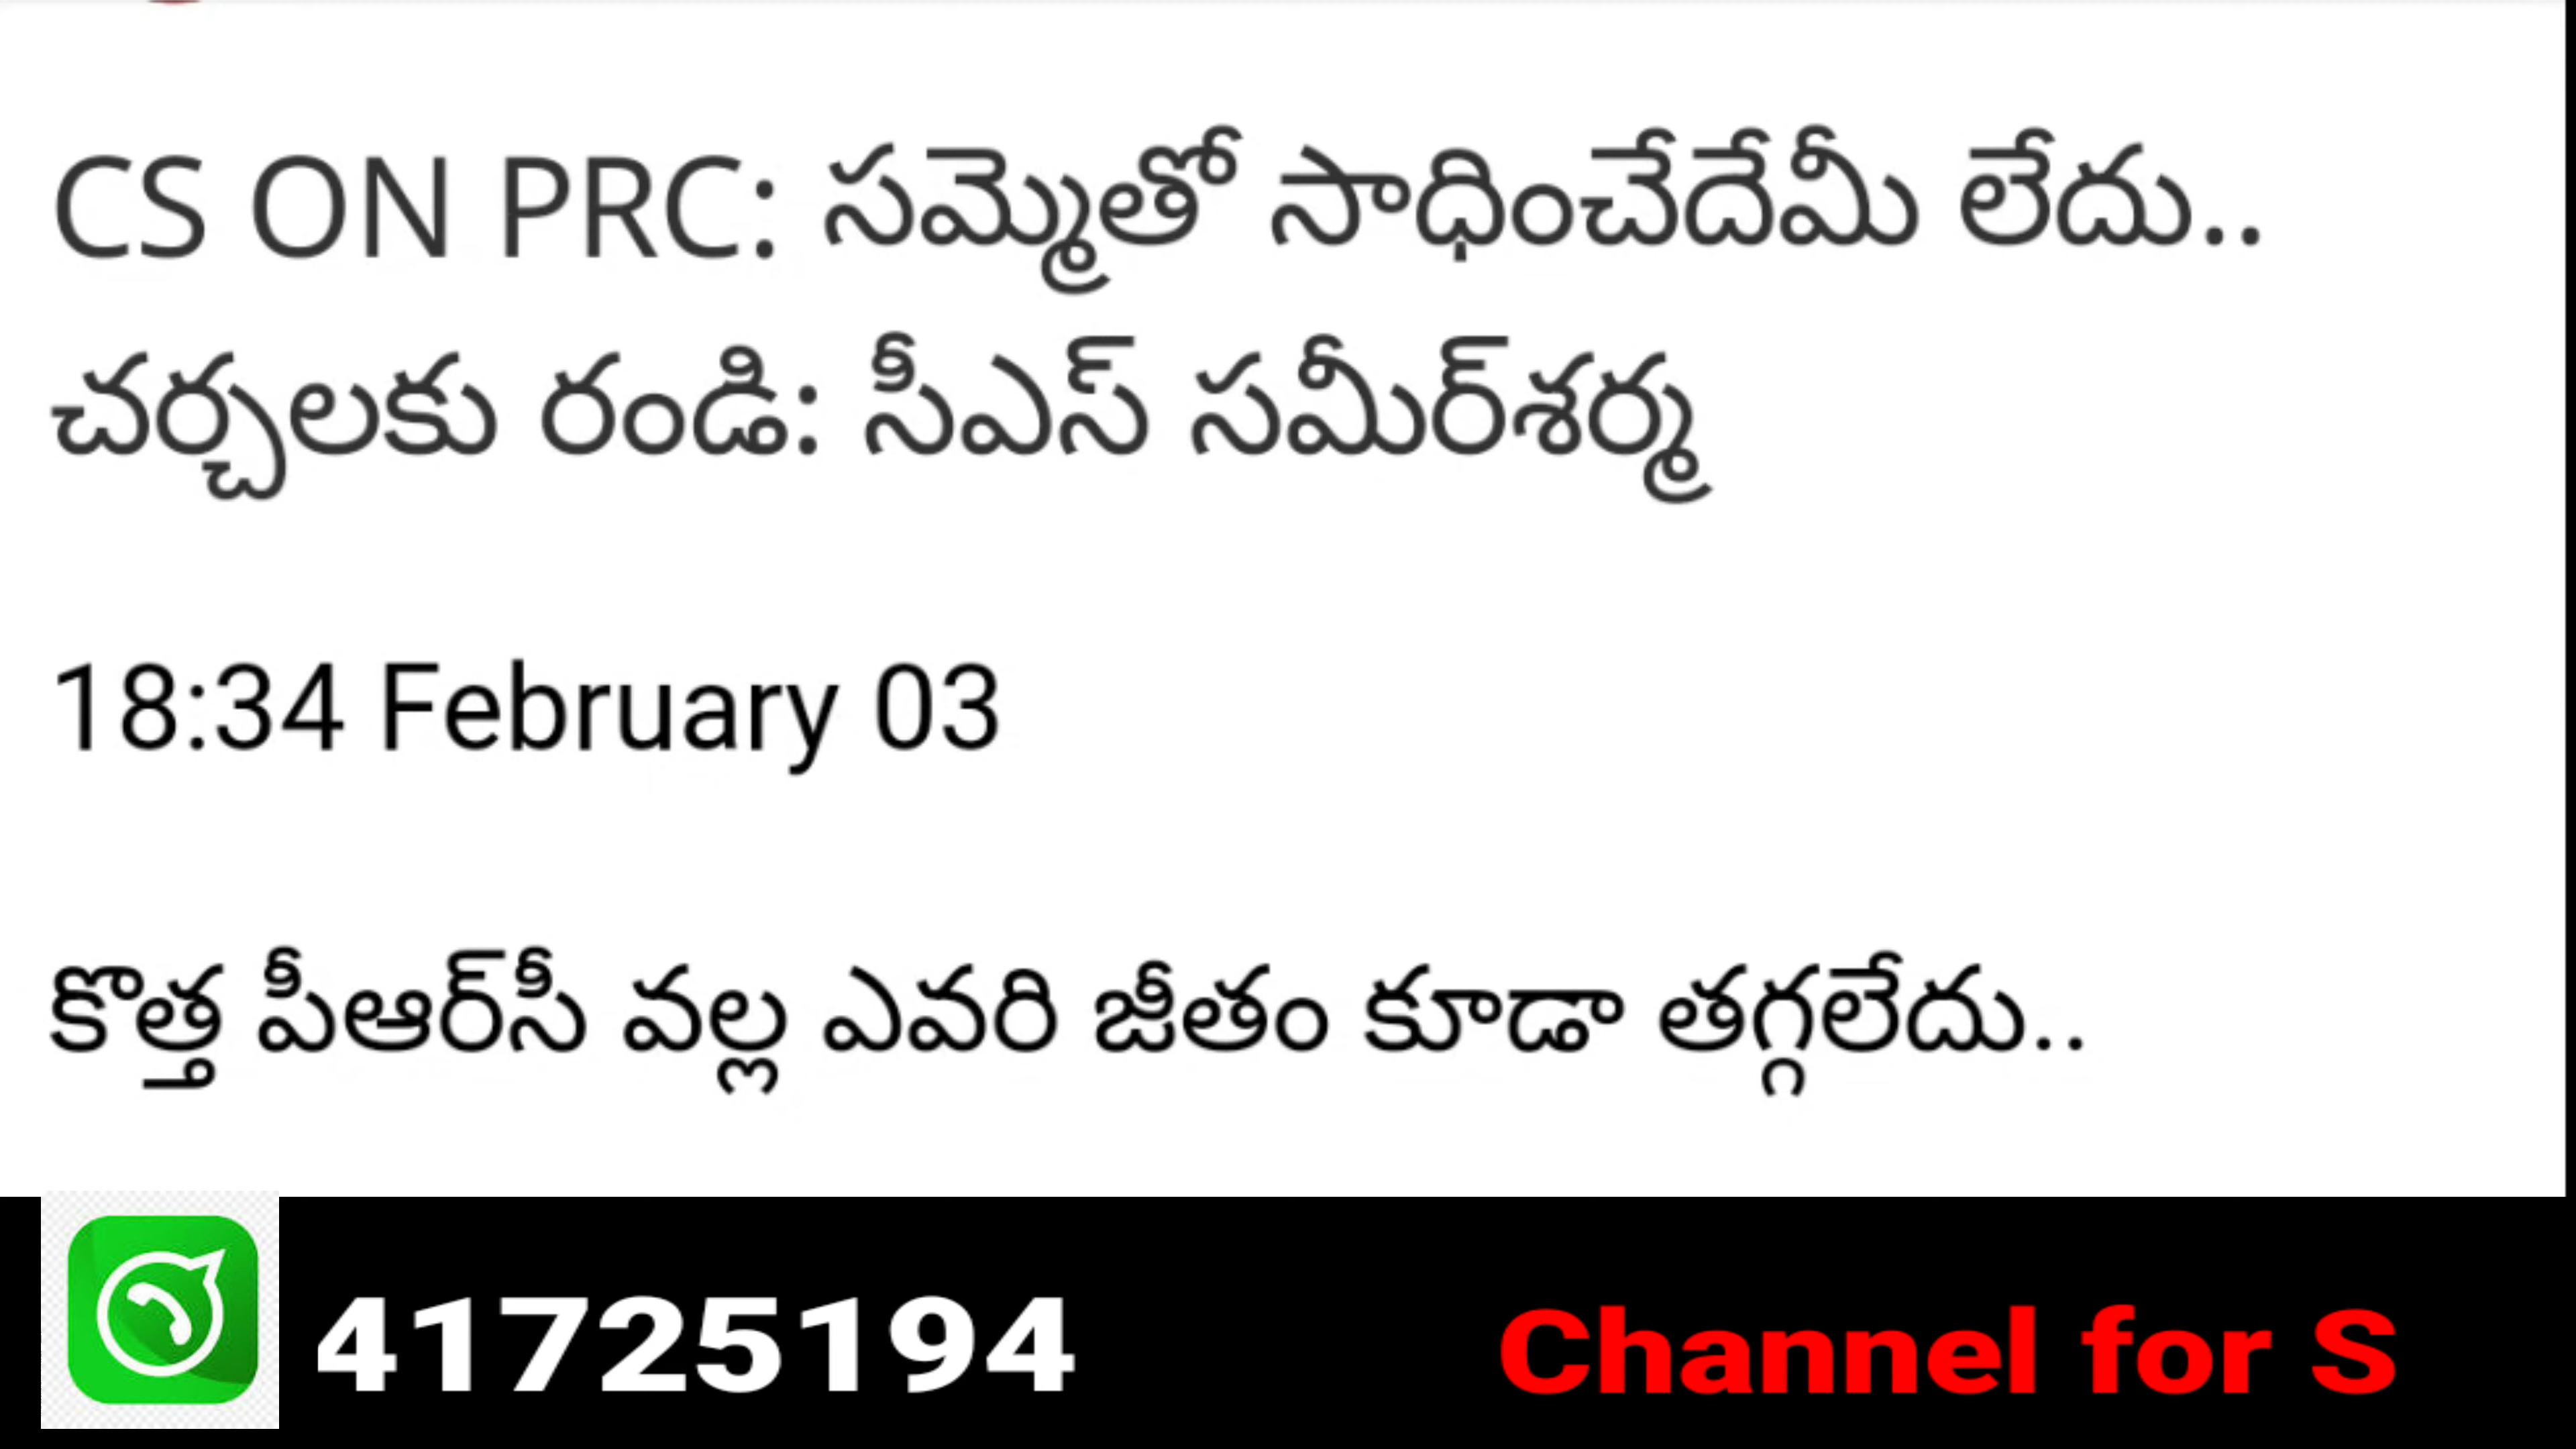 CS ON PRC: సమ్మెతో సాధించేదేమీ లేదు..
చర్చలకు రండి: సీఎస్ సమీర్‌శర్మ
18:34 February 03
కొత్త పీఆర్‌సీ వల్ల ఎవరి జీతం కూడా తగ్గలేదు..
41725194
Channel for S